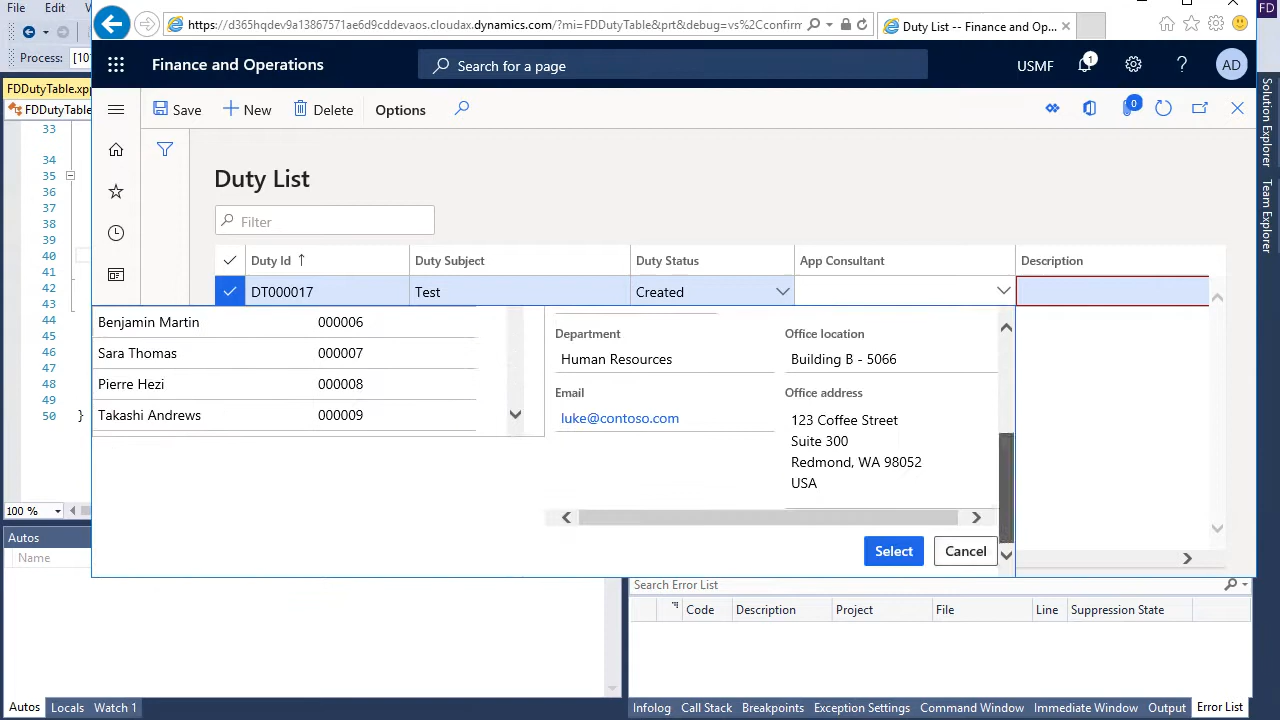 File
Edit
Process: [10
FDDutyTable.xp
FDDutyTable
https://d365hqdev9a13867571ae6d9cddevaos.cloudax.dynamics.com/?mi=FDDutyTable&prt&debug=vs%2Cconfirm
Duty List -- Finance and Op...
FD
Finance and Operations
Search for a page
USMF
1
?
AD
Save
New
Delete
Options
0
Solution Explorer
Team Explorer
Duty List
Filter
Duty Id
Duty Subject
Duty Status
App Consultant
Description
DT000017
Test
Created
33
34
35
36
37
38
39
40
41
42
43
44
45
46
47
48
49
50
}
Benjamin Martin 000006
Sara Thomas 000007
Pierre Hezi 000008
Takashi Andrews 000009
Department
Human Resources
Email
luke@contoso.com
Office location
Building B - 5066
Office address
123 Coffee Street
Suite 300
Redmond, WA 98052
USA
Select
Cancel
100 %
Autos
Name
Search Error List
Code
Description
Project
File
Line
Suppression State
Autos
Locals
Watch 1
Infolog
Call Stack
Breakpoints
Exception Settings
Command Window
Immediate Window
Output
Error List